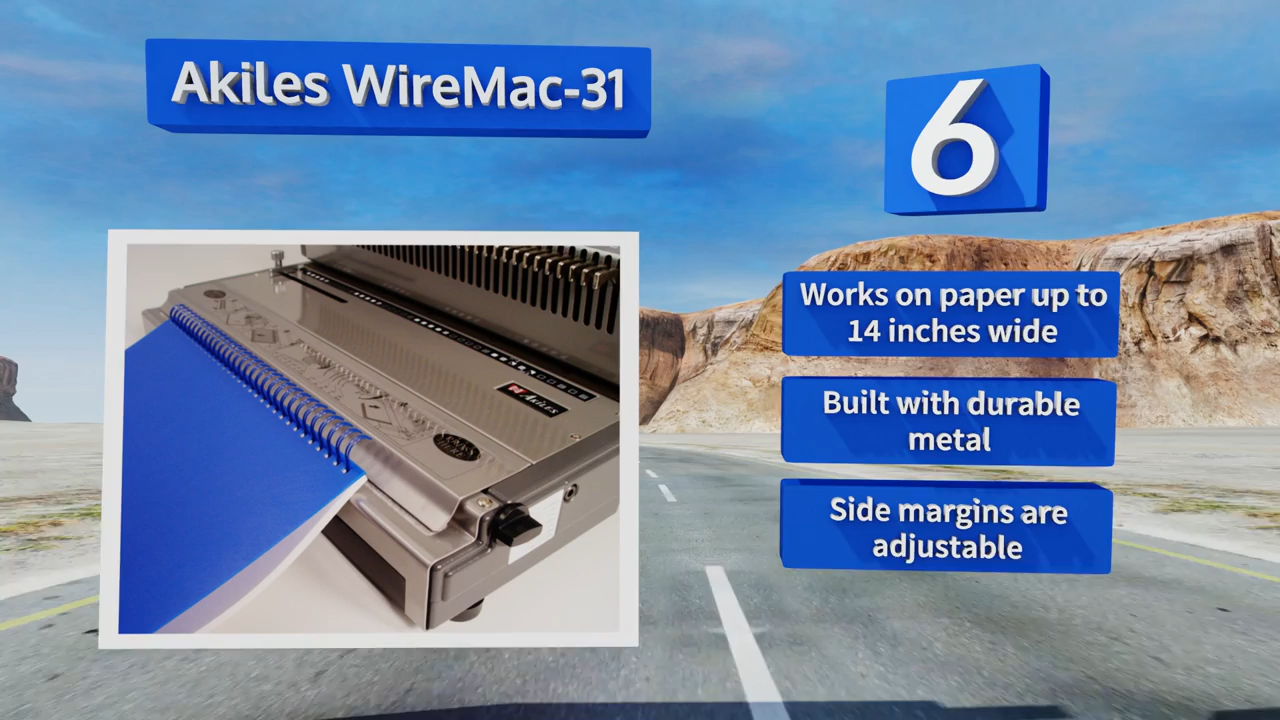 Akiles WireMac-31
6
Works on paper up to
14 inches wide
Built with durable
metal
Side margins are
adjustable
Akiles